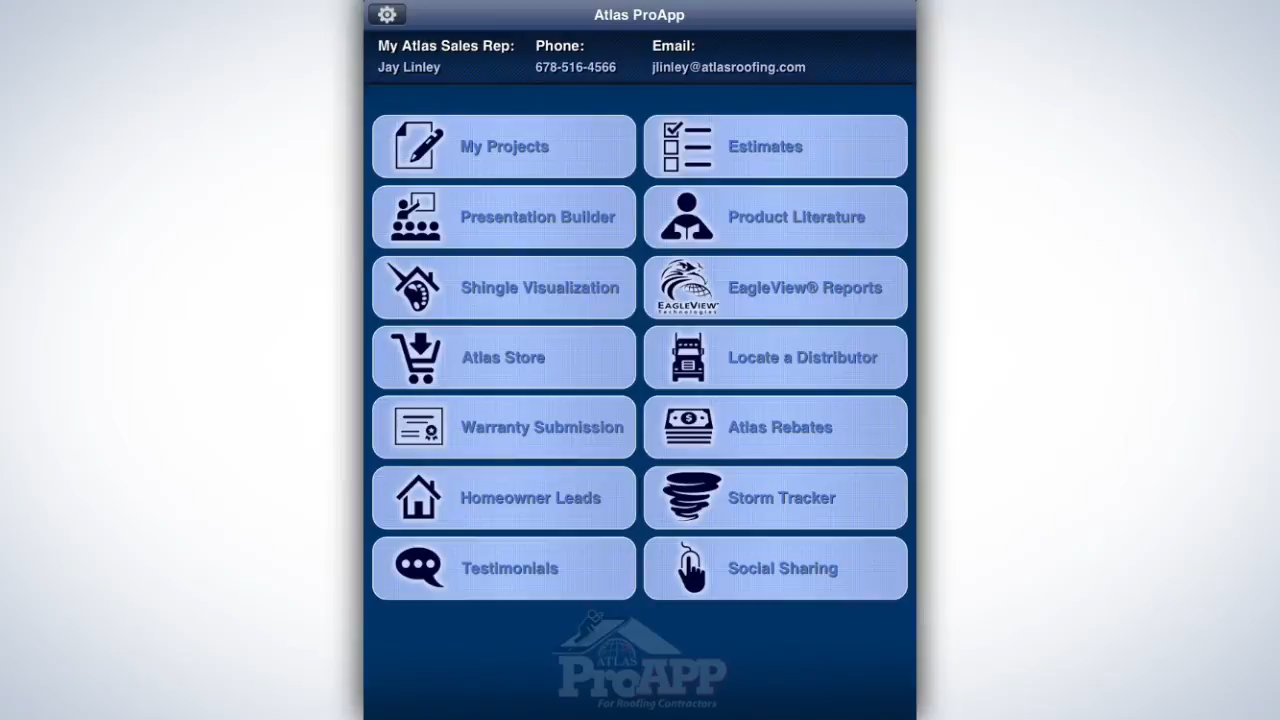 Atlas ProApp
My Atlas Sales Rep: Phone: Email:
Jay Linley 678-516-4566 jlinley@atlasroofing.com
My Projects Estimates
Presentation Builder Product Literature
Shingle Visualization EagleView® Reports
EAGLEVIEW™
Technologies
Atlas Store Locate a Distributor
Warranty Submission Atlas Rebates
Homeowner Leads Storm Tracker
Testimonials Social Sharing
ATLAS
PROAPP
For Roofing Contractors